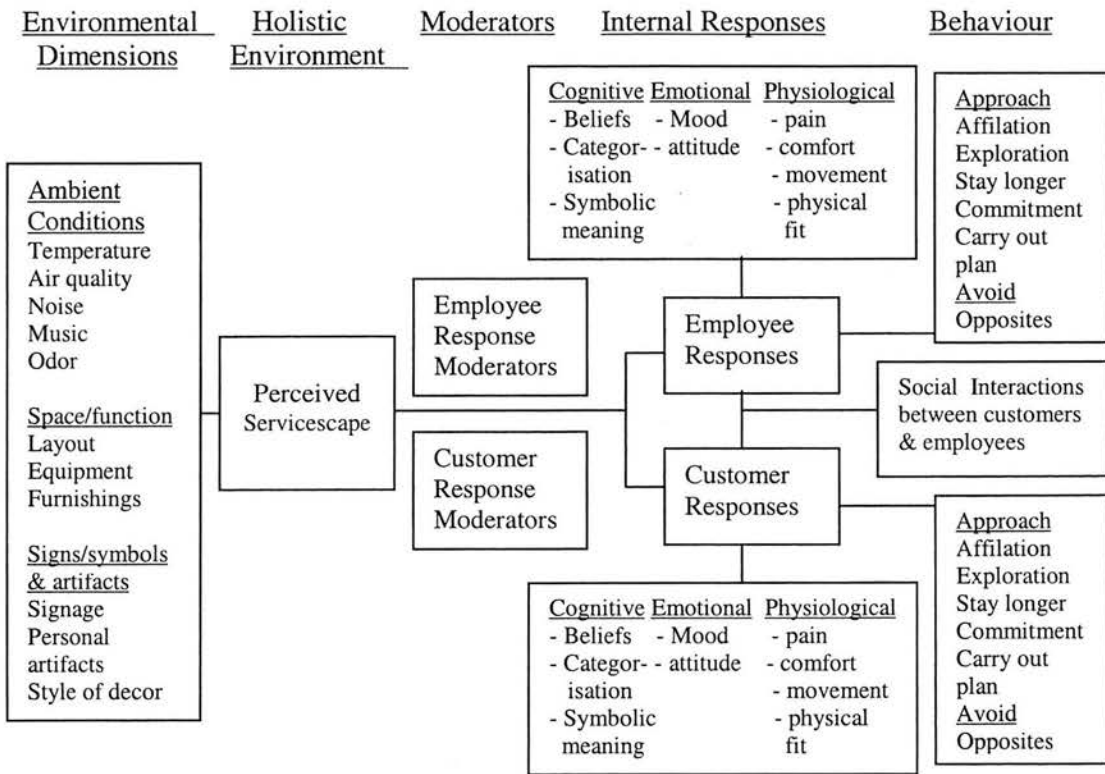 Environmental
Dimensions
Holistic
Environment
Moderators
Internal Responses
Behaviour
Ambient
Conditions
Temperature
Air quality
Noise
Music
Odor
Space/function
Layout
Equipment
Furnishings
Signs/symbols
& artifacts
Signage
Personal
artifacts
Style of decor
Perceived
Servicescape
Employee
Response
Moderators
Customer
Response
Moderators
Cognitive Emotional Physiological
- Beliefs - Mood - pain
- Categor- - attitude - comfort
isation - movement
- Symbolic - physical
meaning fit
Employee
Responses
Customer
Responses
Cognitive Emotional Physiological
- Beliefs - Mood - pain
- Categor- - attitude - comfort
isation - movement
- Symbolic - physical
meaning fit
Approach
Affilation
Exploration
Stay longer
Commitment
Carry out
plan
Avoid
Opposites
Social Interactions
between customers
& employees
Approach
Affilation
Exploration
Stay longer
Commitment
Carry out
plan
Avoid
Opposites